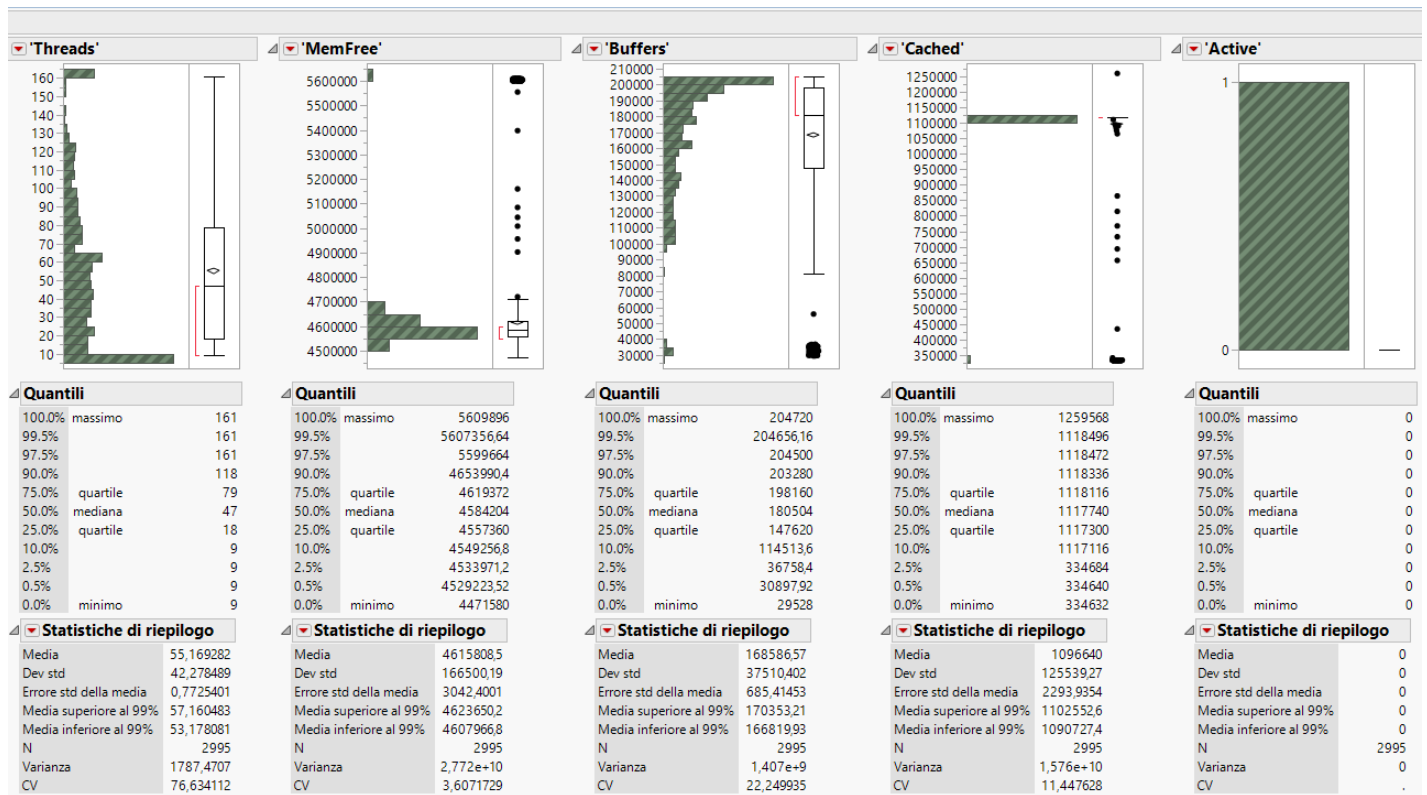 'Threads'
160
150
140
130
120
110
100
90
80
70
60
50
40
30
20
10
Quantili
100.0% massimo 161
99.5% 161
97.5% 161
90.0% 118
75.0% quartile 79
50.0% mediana 47
25.0% quartile 18
10.0% 9
2.5% 9
0.5% 9
0.0% minimo 9
Statistiche di riepilogo
Media 55,169282
Dev std 42,278489
Errore std della media 0,7725401
Media superiore al 99% 57,160483
Media inferiore al 99% 53,178081
N 2995
Varianza 1787,4707
CV 76,634112
'MemFree'
5600000
5500000
5400000
5300000
5200000
5100000
5000000
4900000
4800000
4700000
4600000
4500000
Quantili
100.0% massimo 5609896
99.5% 5607356,64
97.5% 5599664
90.0% 4653990,4
75.0% quartile 4619372
50.0% mediana 4584204
25.0% quartile 4557360
10.0% 4549256,8
2.5% 4533971,2
0.5% 4529223,52
0.0% minimo 4471580
Statistiche di riepilogo
Media 4615808,5
Dev std 166500,19
Errore std della media 3042,4001
Media superiore al 99% 4623650,2
Media inferiore al 99% 4607966,8
N 2995
Varianza 2,772e+10
CV 3,6071729
'Buffers'
210000
200000
190000
180000
170000
160000
150000
140000
130000
120000
110000
100000
90000
80000
70000
60000
50000
40000
30000
Quantili
100.0% massimo 204720
99.5% 204656,16
97.5% 204500
90.0% 203280
75.0% quartile 198160
50.0% mediana 180504
25.0% quartile 147620
10.0% 114513,6
2.5% 36758,4
0.5% 30897,92
0.0% minimo 29528
Statistiche di riepilogo
Media 168586,57
Dev std 37510,402
Errore std della media 685,41453
Media superiore al 99% 170353,21
Media inferiore al 99% 166819,93
N 2995
Varianza 1,407e+9
CV 22,249935
'Cached'
1250000
1200000
1150000
1100000
1050000
1000000
950000
900000
850000
800000
750000
700000
650000
600000
550000
500000
450000
400000
350000
Quantili
100.0% massimo 1259568
99.5% 1118496
97.5% 1118472
90.0% 1118336
75.0% quartile 1118116
50.0% mediana 1117740
25.0% quartile 1117300
10.0% 1117116
2.5% 334684
0.5% 334640
0.0% minimo 334632
Statistiche di riepilogo
Media 1096640
Dev std 125539,27
Errore std della media 2293,9354
Media superiore al 99% 1102552,6
Media inferiore al 99% 1090727,4
N 2995
Varianza 1,576e+10
CV 11,447628
'Active'
1
0
Quantili
100.0% massimo 0
99.5% 0
97.5% 0
90.0% 0
75.0% quartile 0
50.0% mediana 0
25.0% quartile 0
10.0% 0
2.5% 0
0.5% 0
0.0% minimo 0
Statistiche di riepilogo
Media 0
Dev std 0
Errore std della media 0
Media superiore al 99% 0
Media inferiore al 99% 0
N 2995
Varianza 0
CV .